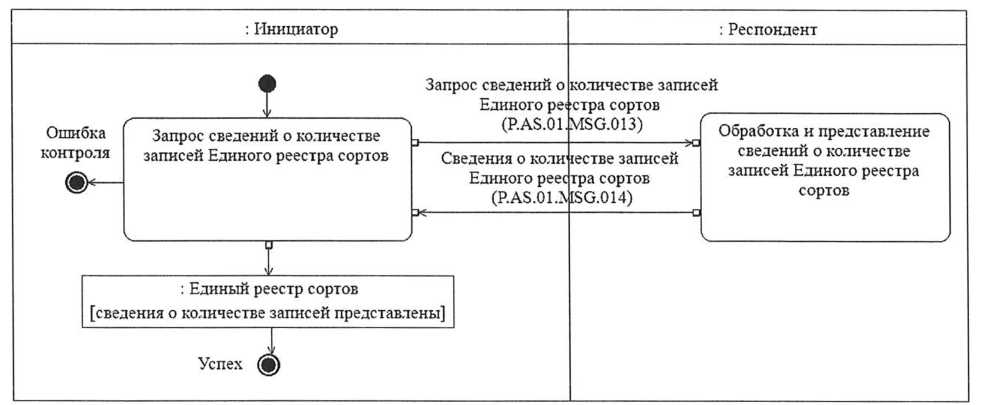 : Инициатор
: Респондент
Запрос сведений о количестве записей
Единого реестра сортов
(P.AS.01.MSG.013)
Ошибка
контроля
Запрос сведений о количестве
записей Единого реестра сортов
Сведения о количестве записей
Единого реестра сортов
(P.AS.01.MSG.014)
Обработка и представление
сведений о количестве
записей Единого реестра
сортов
: Единый реестр сортов
[сведения о количестве записей представлены]
Успех